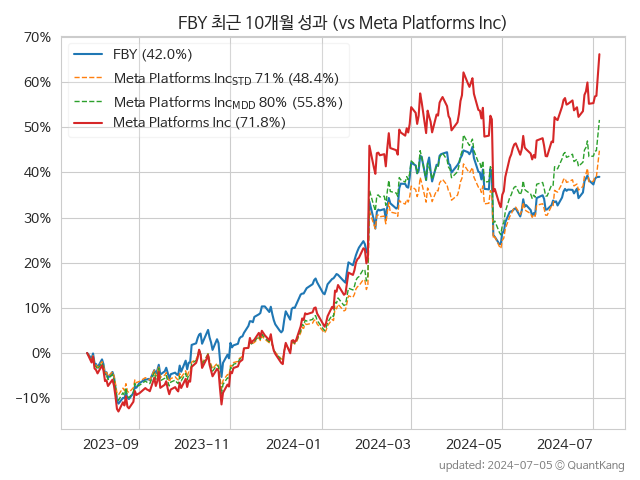 FBY 최근 10개월 성과 (vs Meta Platforms Inc)
70%
60%
50%
40%
30%
20%
10%
0%
−10%
FBY (42.0%)
Meta Platforms Inc_STD 71% (48.4%)
Meta Platforms Inc_MDD 80% (55.8%)
Meta Platforms Inc (71.8%)
2023-09
2023-11
2024-01
2024-03
2024-05
2024-07
updated: 2024-07-05 © QuantKang